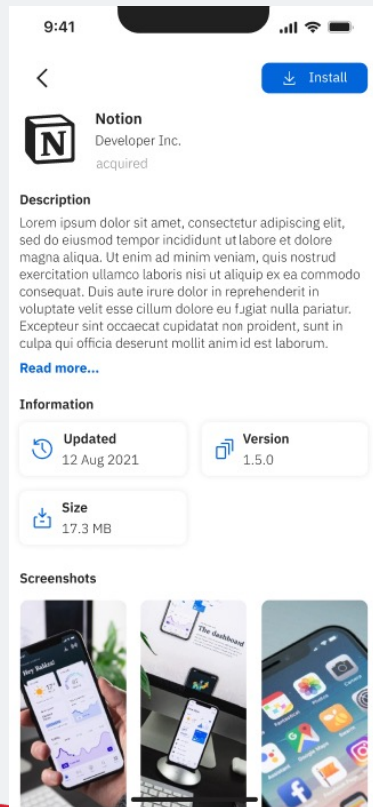 9:41
Install
N
Notion
Developer Inc.
acquired
Description
Lorem ipsum dolor sit amet, consectetur adipiscing elit,
sed do eiusmod tempor incididunt ut labore et dolore
magna aliqua. Ut enim ad minim veniam, quis nostrud
exercitation ullamco laboris nisi ut aliquip ex ea commodo
consequat. Duis aute irure dolor in reprehenderit in
voluptate velit esse cillum dolore eu fugiat nulla pariatur.
Excepteur sint occaecat cupidatat non proident, sunt in
culpa qui officia deserunt mollit anim id est laborum.
Read more...
Information
Updated
12 Aug 2021
Version
1.5.0
Size
17.3 MB
Screenshots
The dashboard
Photos
Camera
Google Maps